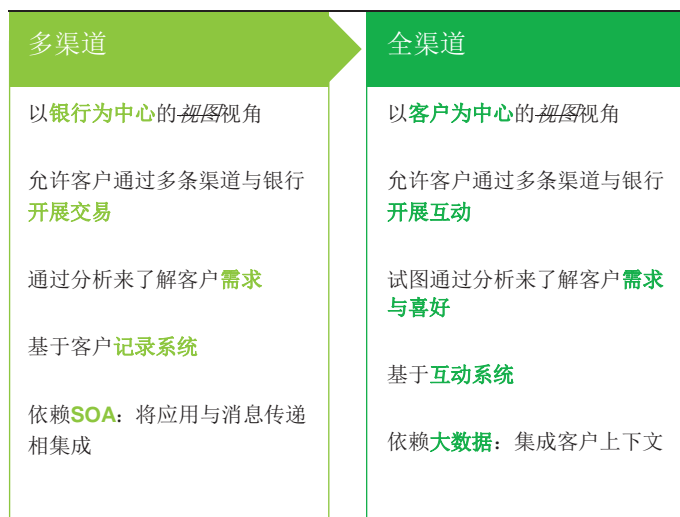 多渠道
以银行为中心的视图视角
允许客户通过多条渠道与银行
开展交易
通过分析来了解客户需求
基于客户记录系统
依赖SOA：将应用与消息传递
相集成
全渠道
以客户为中心的视图视角
允许客户通过多条渠道与银行
开展互动
试图通过分析来了解客户需求
与喜好
基于互动系统
依赖大数据：集成客户上下文